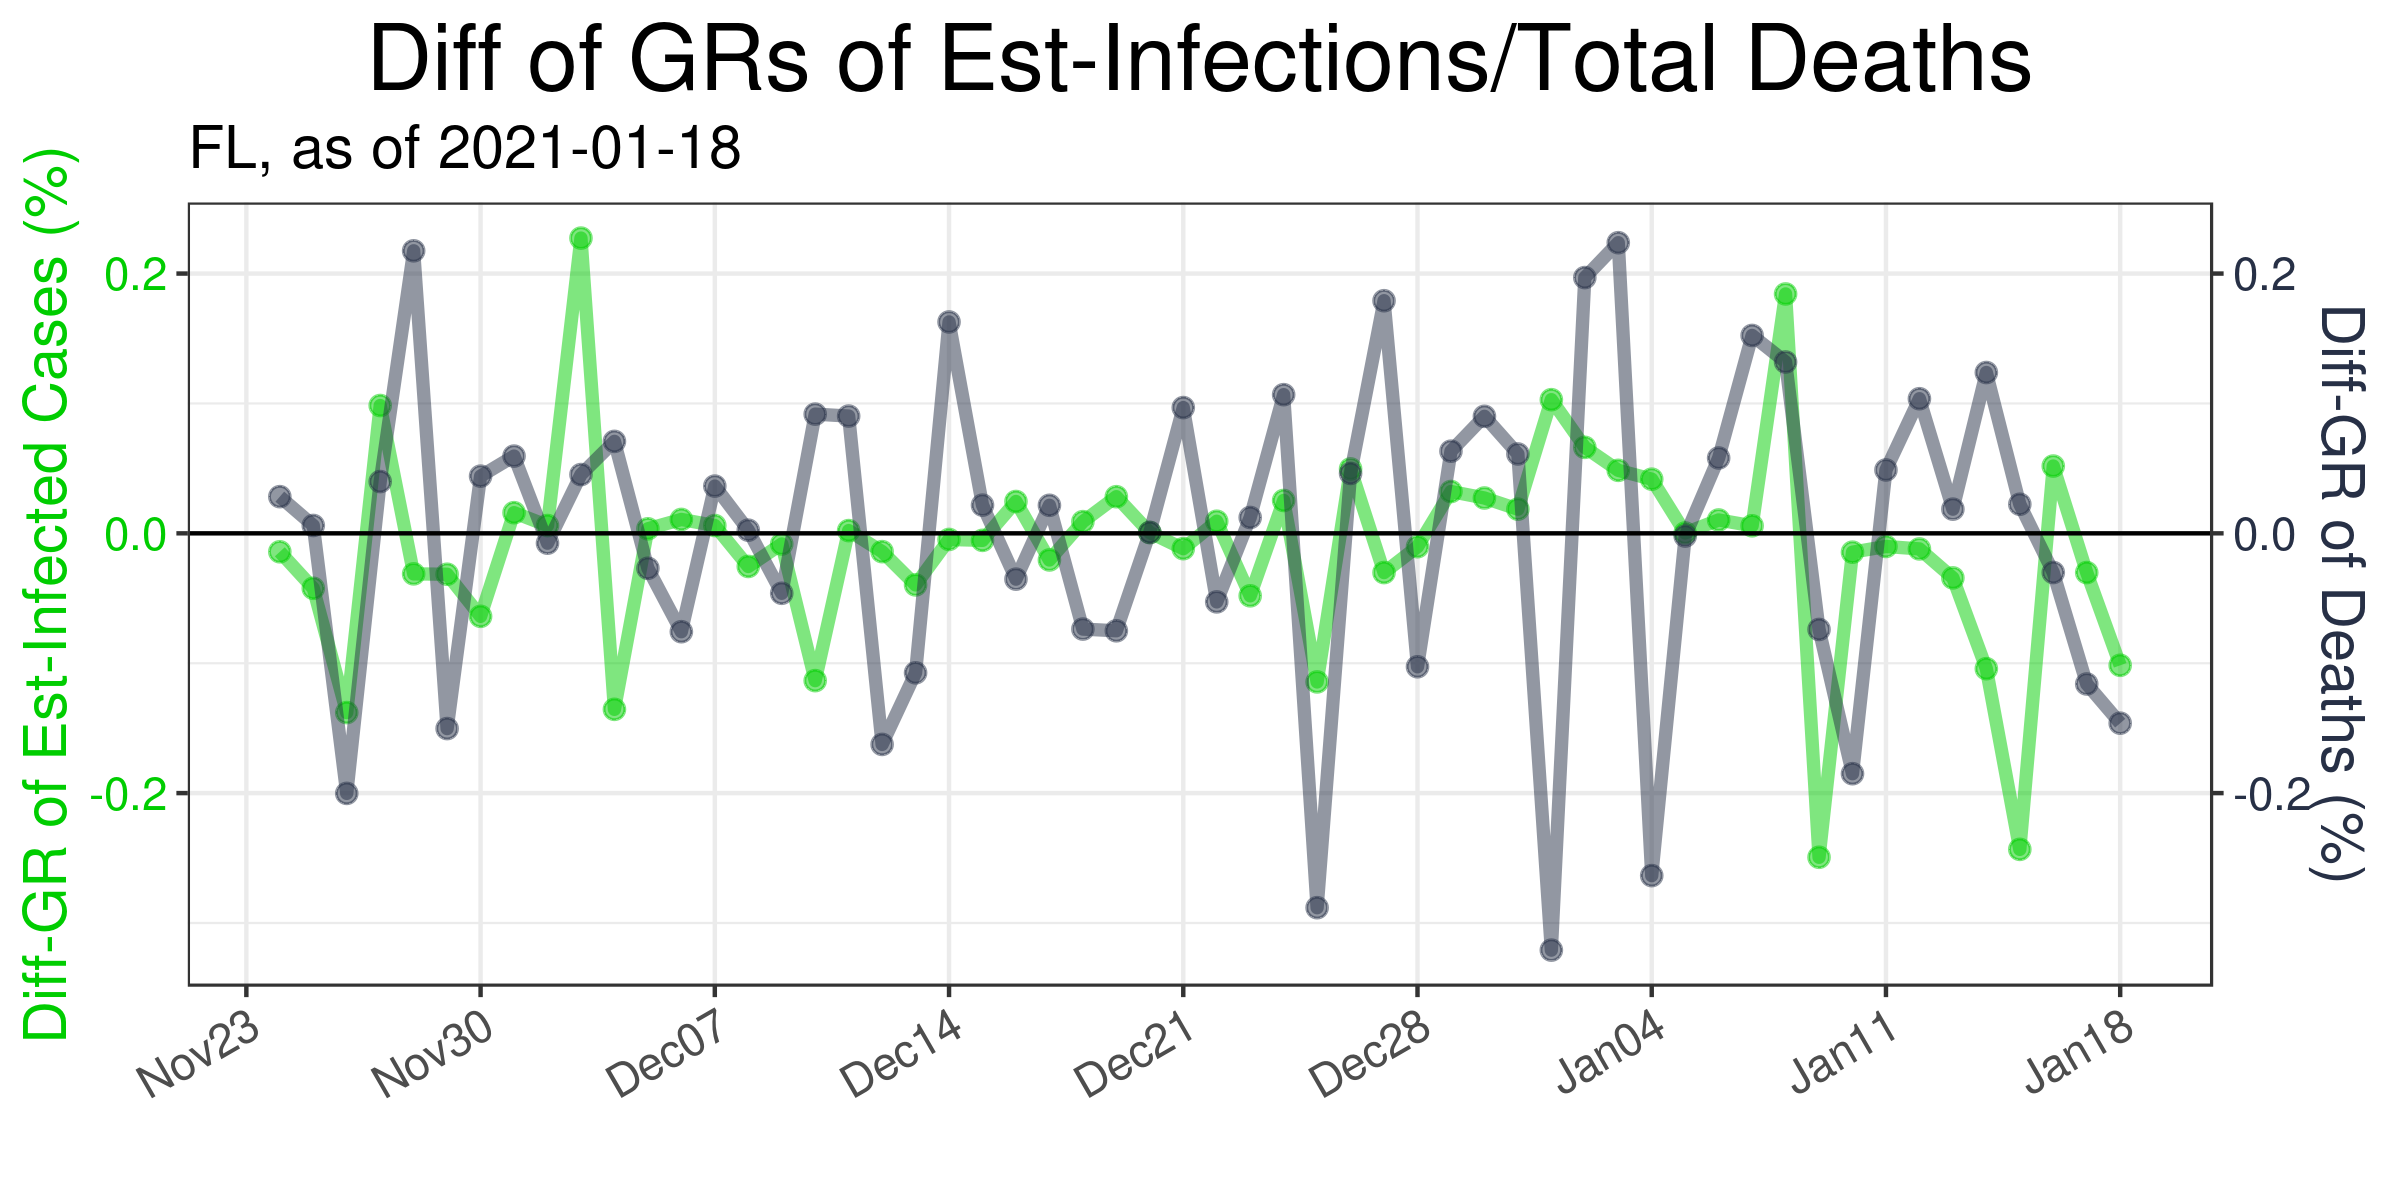 Diff of GRs of Est-Infections/Total Deaths
FL, as of 2021-01-18
Diff-GR of Est-Infected Cases (%)
0.2
0.0
-0.2
0.2
0.0
-0.2
Diff-GR of Deaths (%)
Nov23
Nov30
Dec07
Dec14
Dec21
Dec28
Jan04
Jan11
Jan18